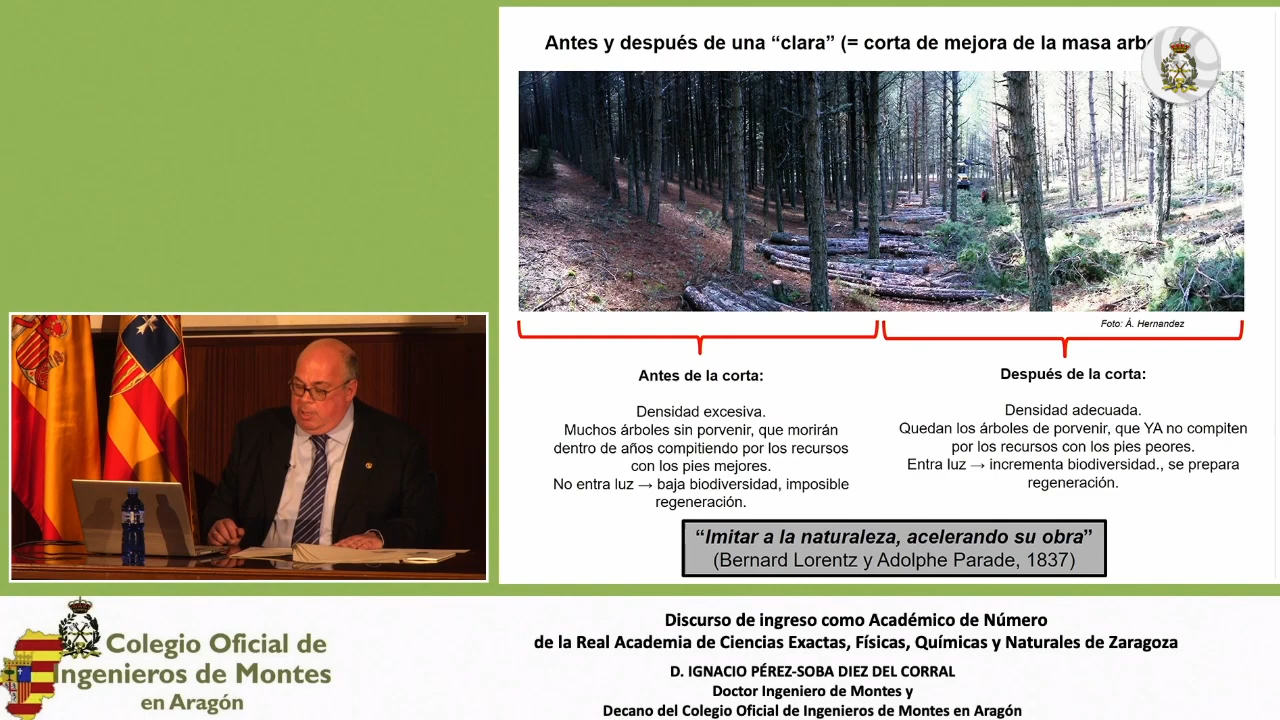 Antes y después de una “clara” (= corta de mejora de la masa arbo
Foto: Á. Hernandez
Antes de la corta:
Densidad excesiva.
Muchos árboles sin porvenir, que morirán
dentro de años compitiendo por los recursos
con los pies mejores.
No entra luz → baja biodiversidad, imposible
regeneración.
Después de la corta:
Densidad adecuada.
Quedan los árboles de porvenir, que YA no compiten
por los recursos con los pies peores.
Entra luz → incrementa biodiversidad., se prepara
regeneración.
“Imitar a la naturaleza, acelerando su obra”
(Bernard Lorentz y Adolphe Parade, 1837)
Colegio Oficial de
Ingenieros de Montes
en Aragón
Discurso de ingreso como Académico de Número
de la Real Academia de Ciencias Exactas, Físicas, Químicas y Naturales de Zaragoza
D. IGNACIO PÉREZ-SOBA DIEZ DEL CORRAL
Doctor Ingeniero de Montes y
Decano del Colegio Oficial de Ingenieros de Montes en Aragón